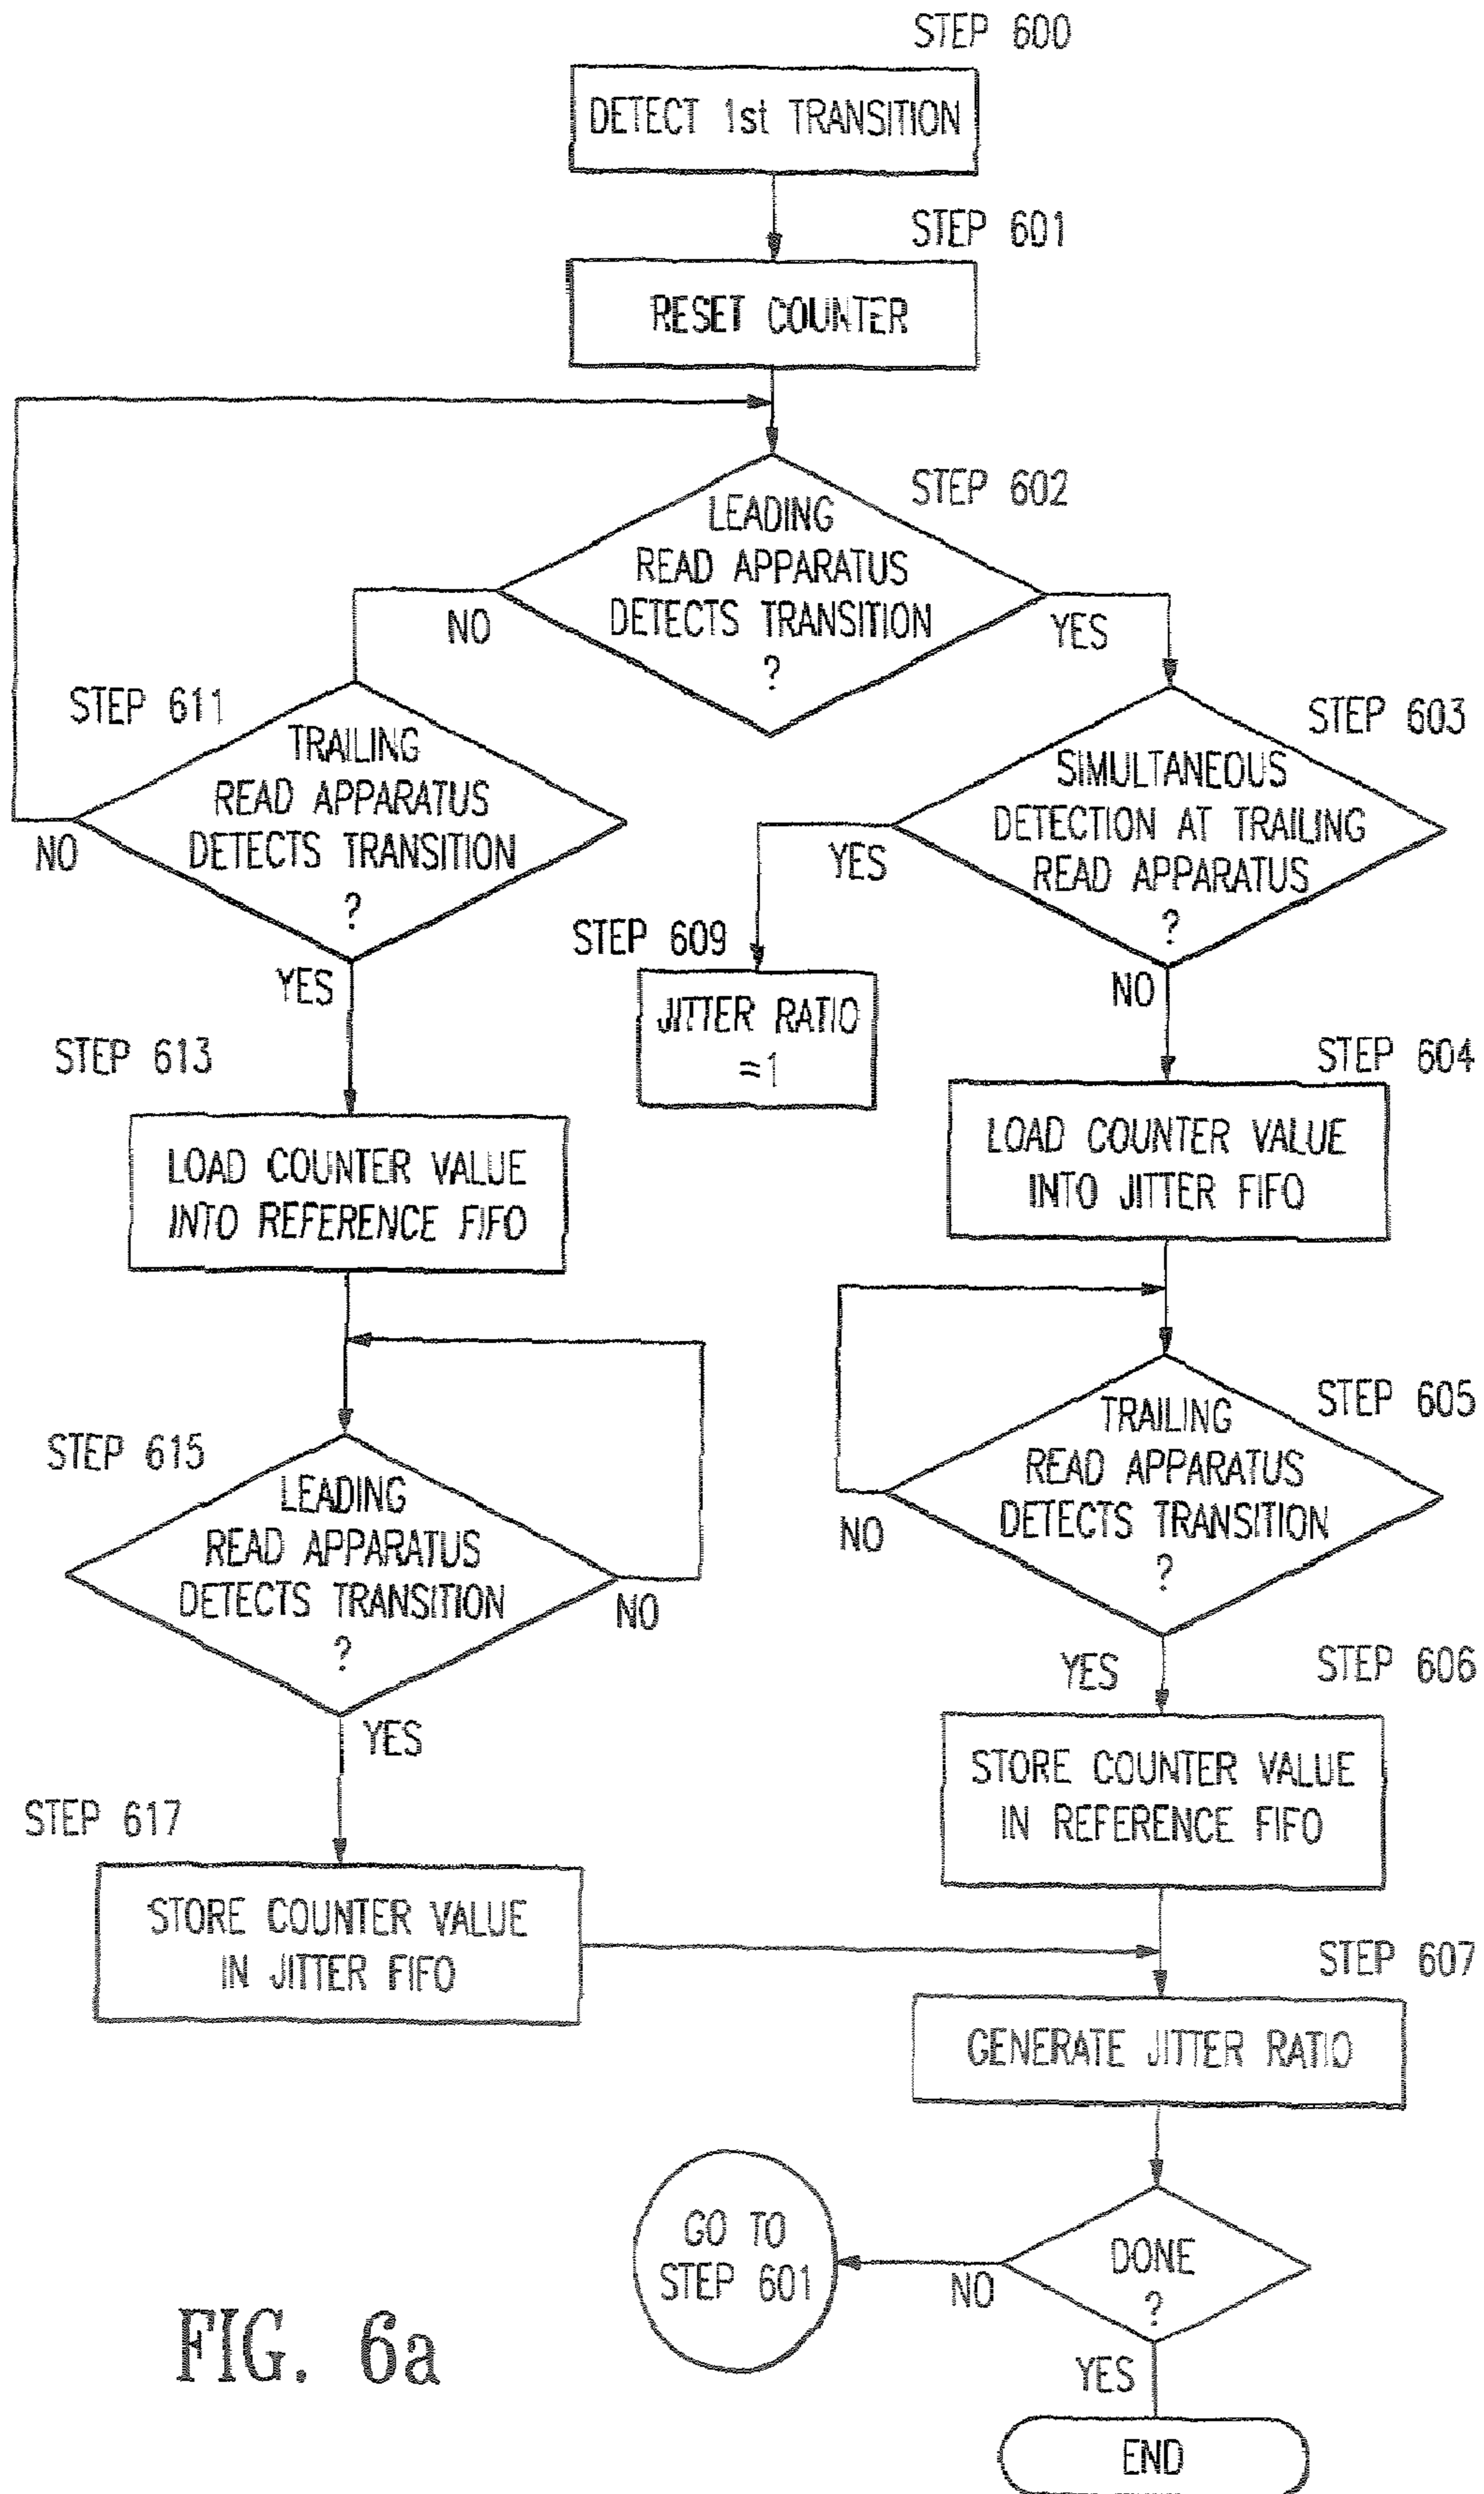 STEP 600
DETECT 1st TRANSITION
STEP 601
RESET COUNTER
STEP 602
LEADING
READ APPARATUS
DETECTS TRANSITION
?
NO
YES
STEP 611
TRAILING
READ APPARATUS
DETECTS TRANSITION
?
NO
YES
STEP 603
SIMULTANEOUS
DETECTION AT TRAILING
READ APPARATUS
?
YES
NO
STEP 609
JITTER RATIO
=1
STEP 613
LOAD COUNTER VALUE
INTO REFERENCE FIFO
STEP 604
LOAD COUNTER VALUE
INTO JITTER FIFO
STEP 615
LEADING
READ APPARATUS
DETECTS TRANSITION
?
NO
YES
STEP 605
TRAILING
READ APPARATUS
DETECTS TRANSITION
?
NO
YES
STEP 606
STORE COUNTER VALUE
IN REFERENCE FIFO
STEP 617
STORE COUNTER VALUE
IN JITTER FIFO
STEP 607
GENERATE JITTER RATIO
DONE
?
NO
GO TO
STEP 601
YES
END
FIG. 6a